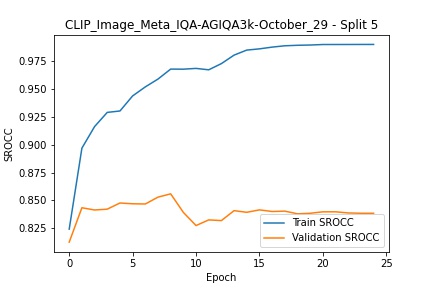 CLIP_Image_Meta_IQA-AGIQA3k-October_29 - Split 5
0.975
0.950
0.925
0.900
0.875
0.850
0.825
SROCC
Train SROCC
Validation SROCC
0 5 10 15 20 25
Epoch